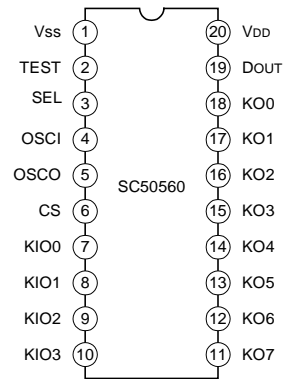 Vss 1 20 VDD
TEST 2 19 DOUT
SEL 3 18 KO0
OSCI 4 17 KO1
OSCO 5 16 KO2
SC50560
CS 6 15 KO3
KIO0 7 14 KO4
KIO1 8 13 KO5
KIO2 9 12 KO6
KIO3 10 11 KO7